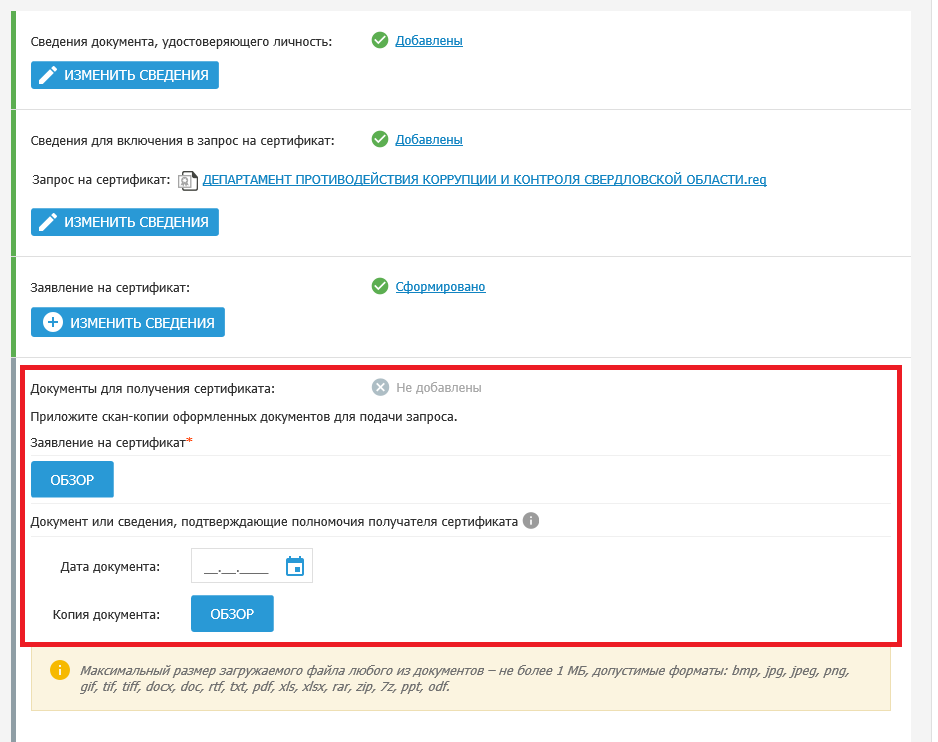 Сведения документа, удостоверяющего личность: Добавлены
ИЗМЕНИТЬ СВЕДЕНИЯ
Сведения для включения в запрос на сертификат: Добавлены
Запрос на сертификат: ДЕПАРТАМЕНТ ПРОТИВОДЕЙСТВИЯ КОРРУПЦИИ И КОНТРОЛЯ СВЕРДЛОВСКОЙ ОБЛАСТИ.req
ИЗМЕНИТЬ СВЕДЕНИЯ
Заявление на сертификат: Сформировано
ИЗМЕНИТЬ СВЕДЕНИЯ
Документы для получения сертификата: Не добавлены
Приложите скан-копии оформленных документов для подачи запроса.
Заявление на сертификат*
ОБЗОР
Документ или сведения, подтверждающие полномочия получателя сертификата
Дата документа: __.__.____
Копия документа: ОБЗОР
Максимальный размер загружаемого файла любого из документов – не более 1 МБ, допустимые форматы: bmp, jpg, jpeg, png,
gif, tif, tiff, docx, doc, rtf, txt, pdf, xls, xlsx, rar, zip, 7z, ppt, odf.